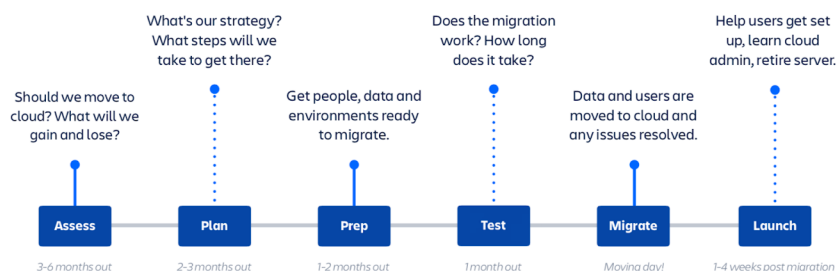 What's our strategy?
What steps will we
take to get there?
Does the migration
work? How long
does it take?
Help users get set
up, learn cloud
admin, retire server.
Should we move to
cloud? What will we
gain and lose?
Get people, data and
environments ready
to migrate.
Data and users are
moved to cloud and
any issues resolved.
Assess
Plan
Prep
Test
Migrate
Launch
3-6 months out
2-3 months out
1-2 months out
1 month out
Moving day!
1-4 weeks post migration